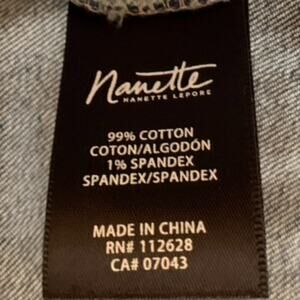 Nanette
NANETTE LEPORE
99% COTTON
COTON/ALGODÓN
1% SPANDEX
SPANDEX/SPANDEX
MADE IN CHINA
RN# 112628
CA# 07043